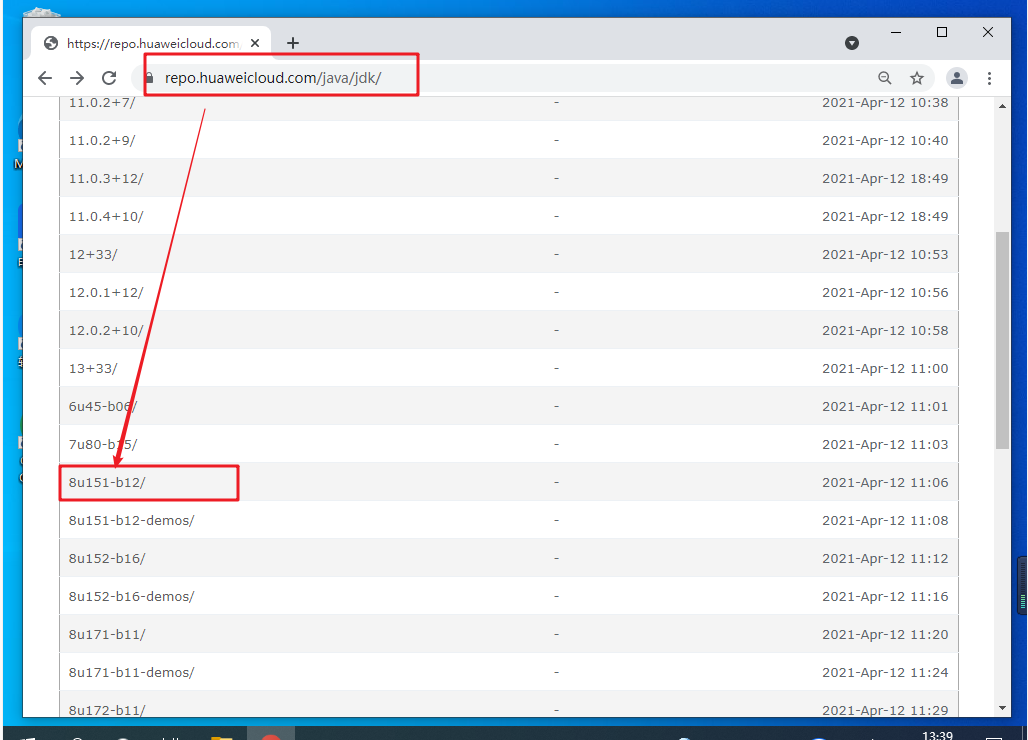 https://repo.huaweicloud.com
repo.huaweicloud.com/java/jdk/
11.0.2+7/ - 2021-Apr-12 10:38
11.0.2+9/ - 2021-Apr-12 10:40
11.0.3+12/ - 2021-Apr-12 18:49
11.0.4+10/ - 2021-Apr-12 18:49
12+33/ - 2021-Apr-12 10:53
12.0.1+12/ - 2021-Apr-12 10:56
12.0.2+10/ - 2021-Apr-12 10:58
13+33/ - 2021-Apr-12 11:00
6u45-b06/ - 2021-Apr-12 11:01
7u80-b15/ - 2021-Apr-12 11:03
8u151-b12/ - 2021-Apr-12 11:06
8u151-b12-demos/ - 2021-Apr-12 11:08
8u152-b16/ - 2021-Apr-12 11:12
8u152-b16-demos/ - 2021-Apr-12 11:16
8u171-b11/ - 2021-Apr-12 11:20
8u171-b11-demos/ - 2021-Apr-12 11:24
8u172-b11/ - 2021-Apr-12 11:29
13:39